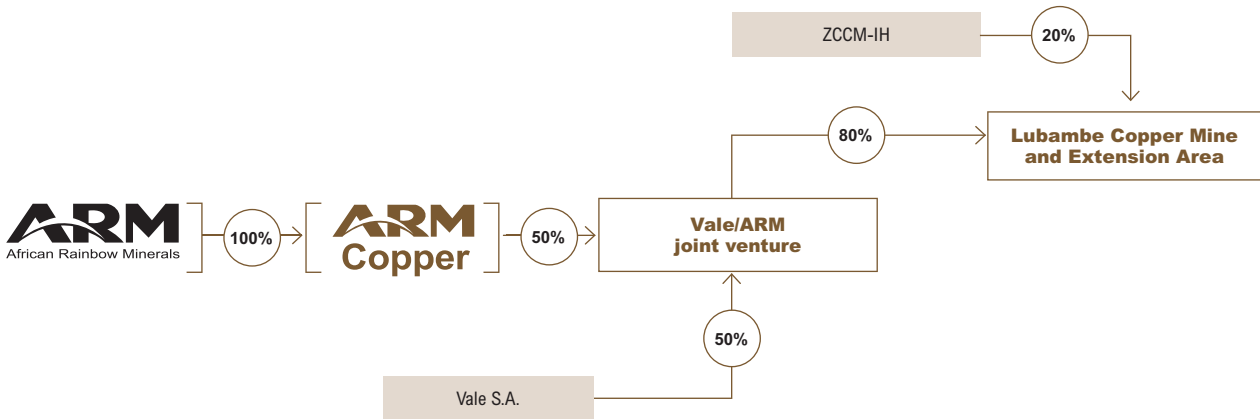 ZCCM-IH
20%
80%
Lubambe Copper Mine
and Extension Area
ARM
African Rainbow Minerals
100%
ARM
Copper
50%
Vale/ARM
joint venture
50%
Vale S.A.